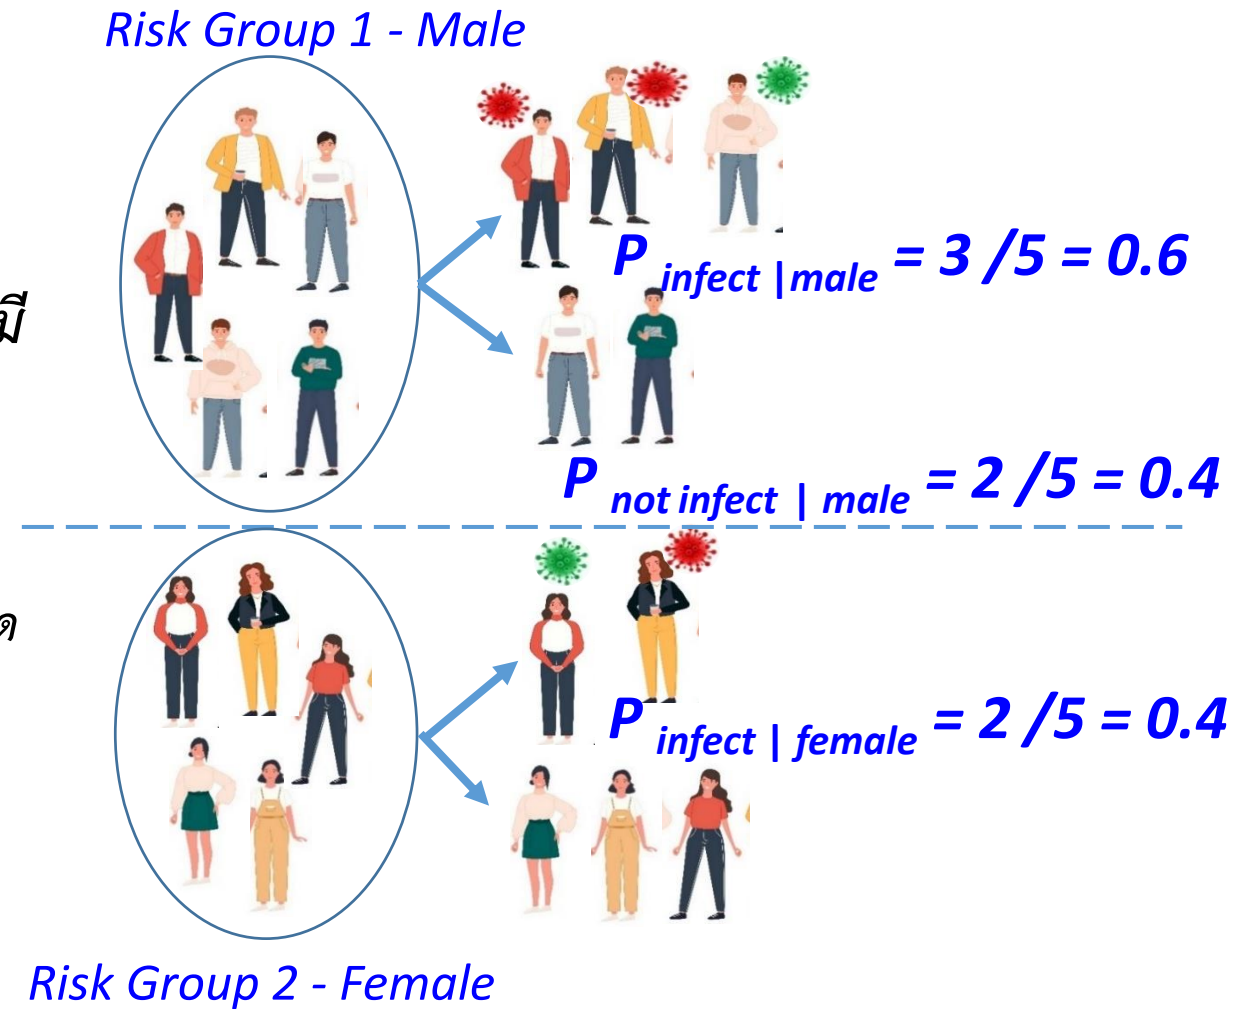 Risk Group 1 - Male
P infect |male = 3 /5 = 0.6
มี
P not infect | male = 2 /5 = 0.4
P infect | female = 2 /5 = 0.4
Risk Group 2 - Female